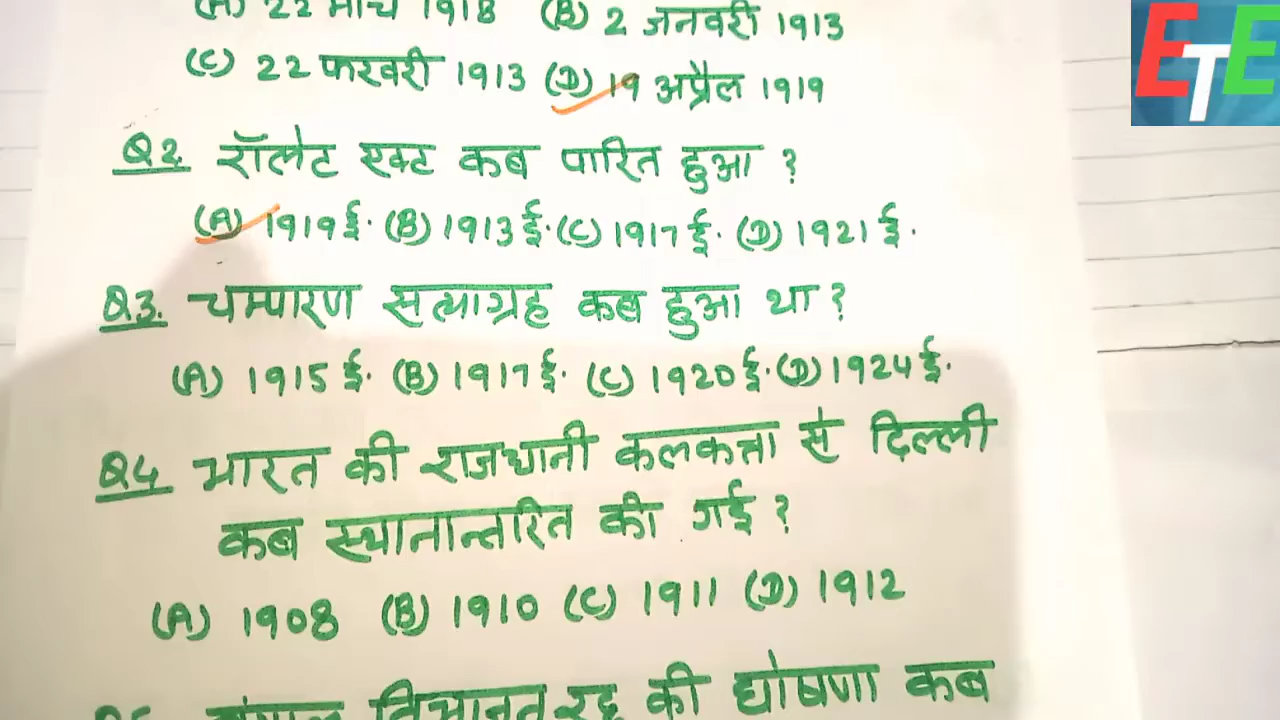 (A) 22 मार्च 1918 (B) 2 जनवरी 1913
(C) 22 फरवरी 1913 (D) 19 अप्रैल 1919
ETE
Q2. रॉलेट एक्ट कब पारित हुआ ?
(A) 1919 ई. (B) 1913 ई. (C) 1917 ई. (D) 1921 ई.
Q3. चम्पारण सत्याग्रह कब हुआ था ?
(A) 1915 ई. (B) 1917 ई. (C) 1920 ई. (D) 1924 ई.
Q4 भारत की राजधानी कलकत्ता से दिल्ली
कब स्थानान्तरित की गई ?
(A) 1908 (B) 1910 (C) 1911 (D) 1912
की घोषणा कब